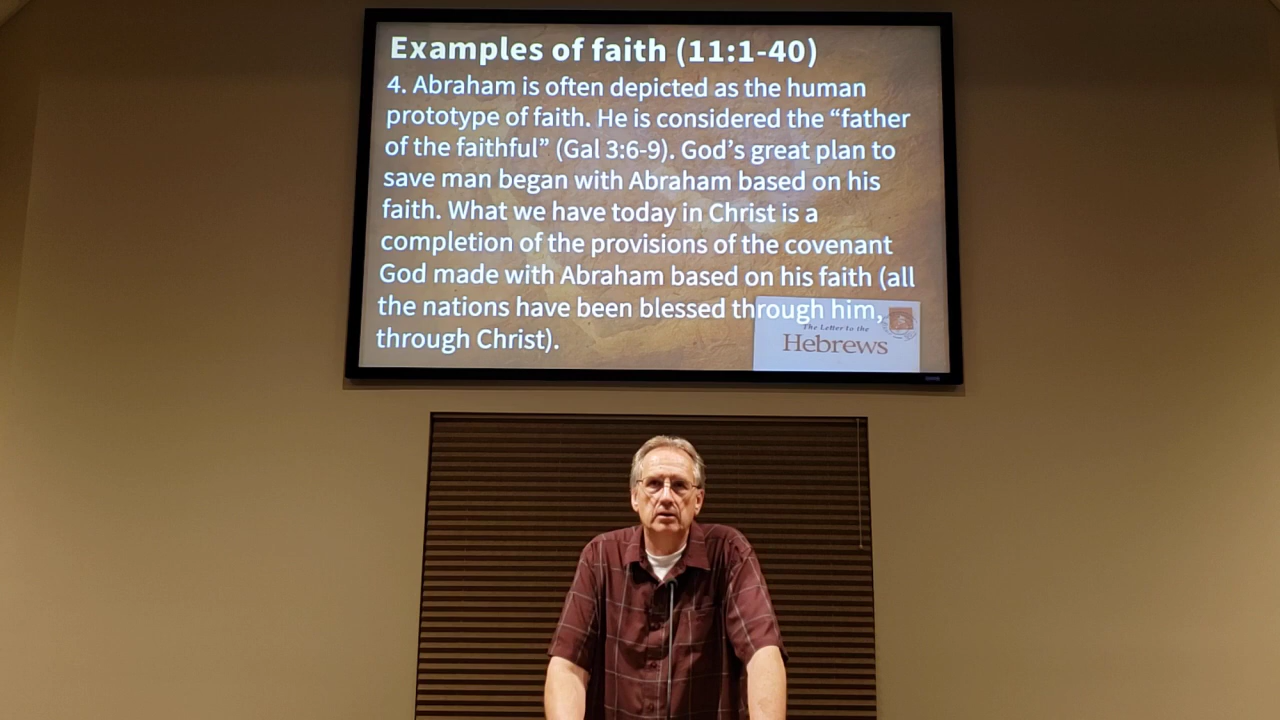 Examples of faith (11:1-40)
4. Abraham is often depicted as the human
prototype of faith. He is considered the “father
of the faithful” (Gal 3:6-9). God’s great plan to
save man began with Abraham based on his
faith. What we have today in Christ is a
completion of the provisions of the covenant
God made with Abraham based on his faith (all
the nations have been blessed through him,
through Christ).
The Letter to the
Hebrews